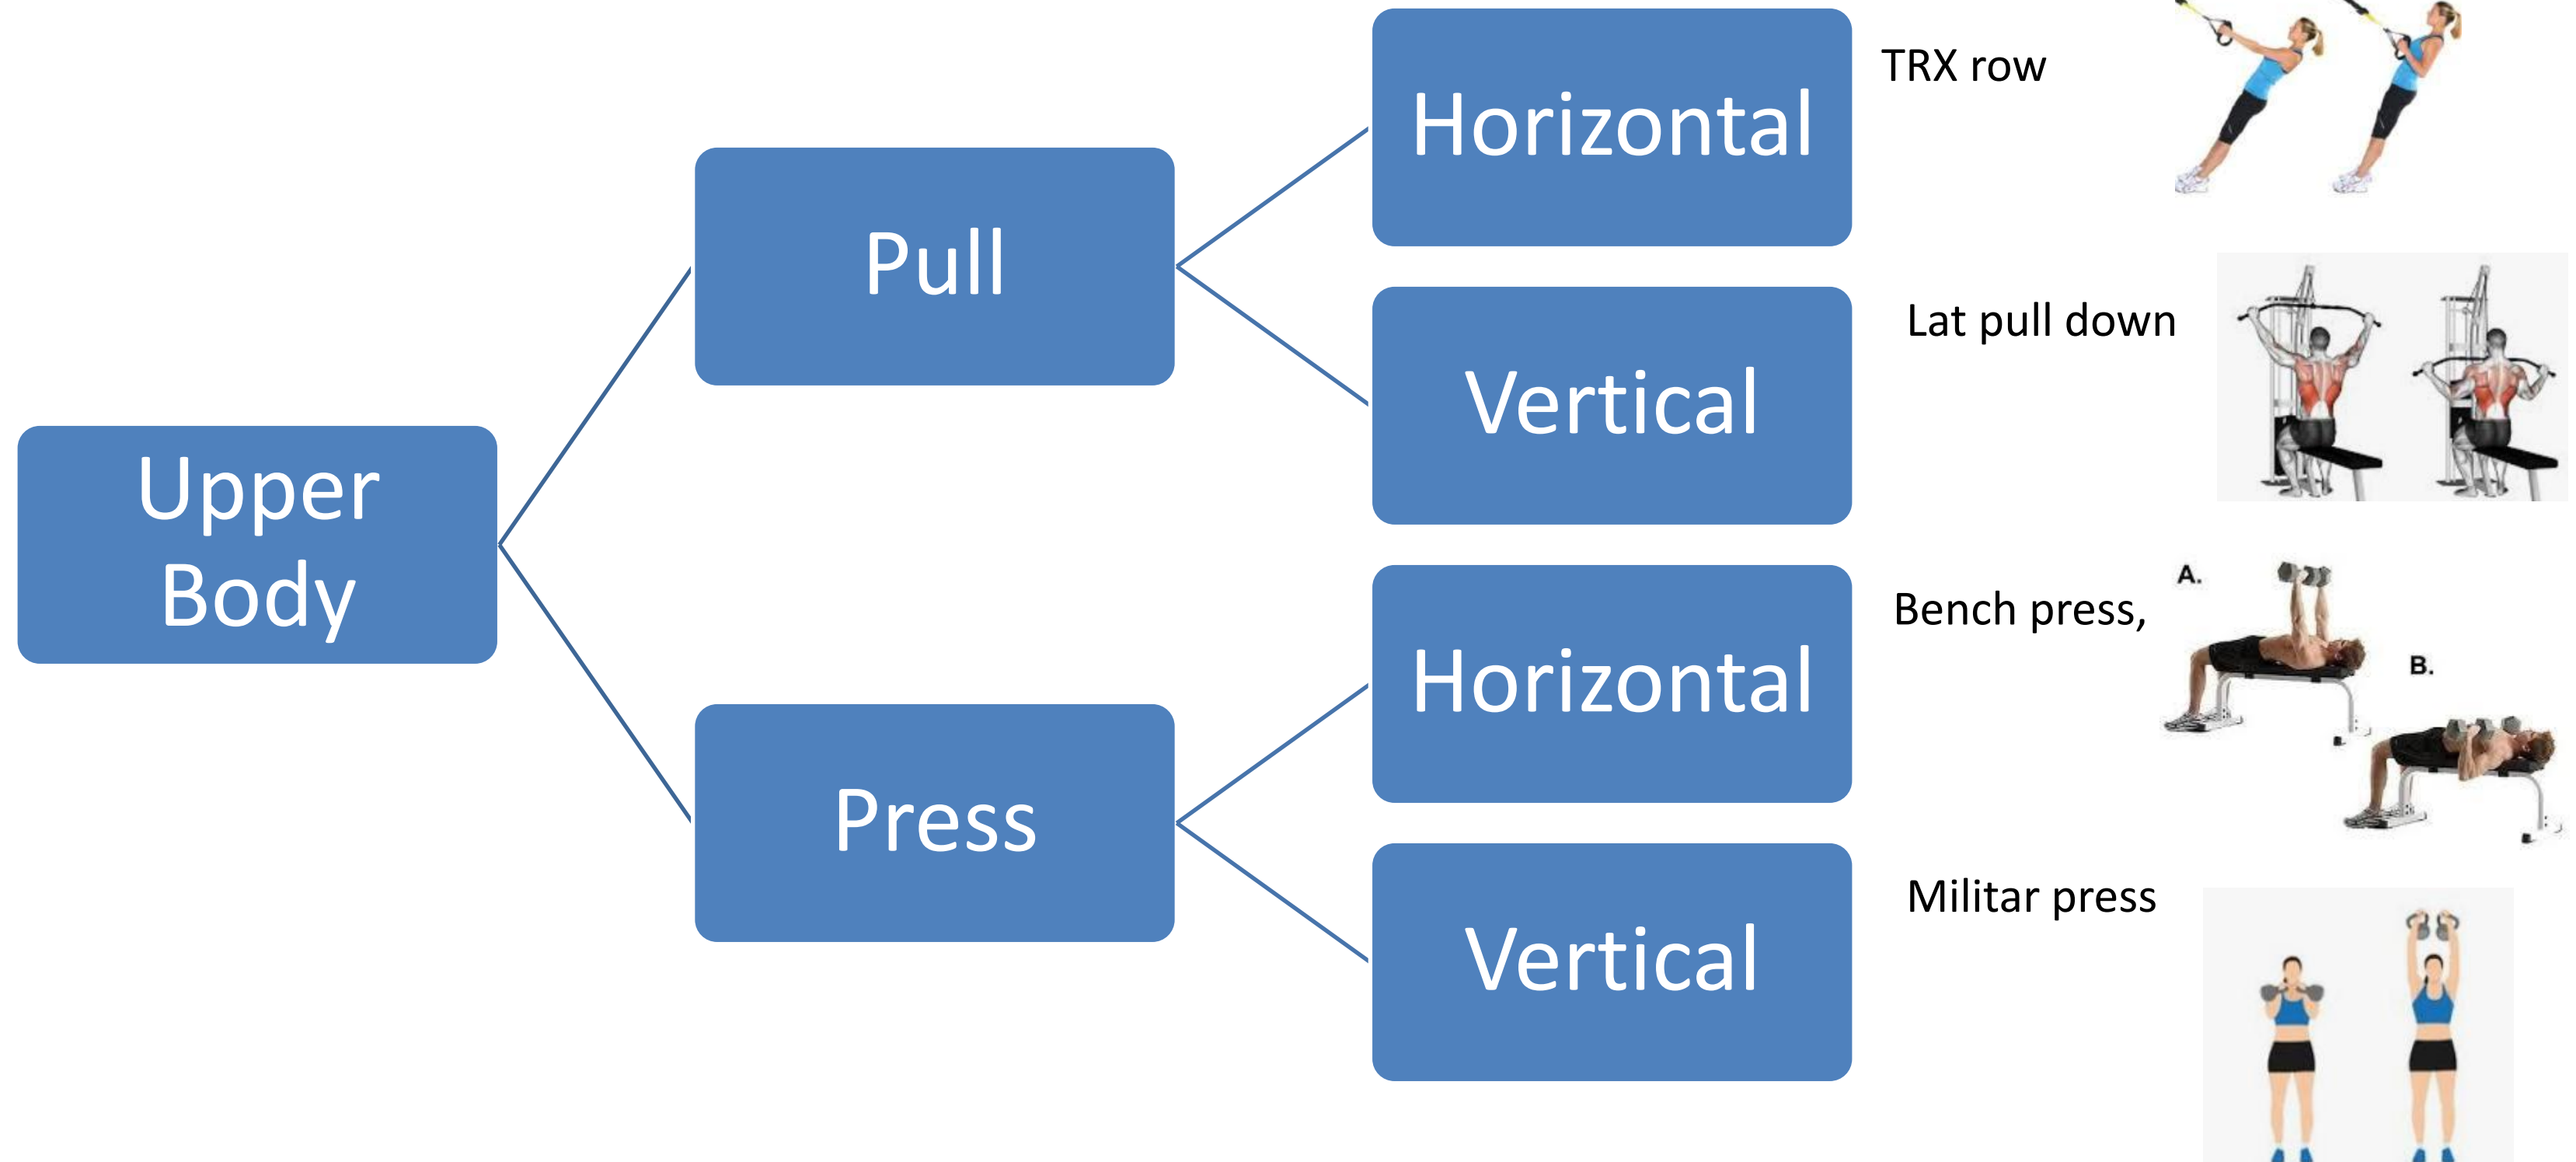 Upper
Body
Pull
Press
Horizontal
Vertical
Horizontal
Vertical
TRX row
Lat pull down
Bench press,
A.
B.
Militar press